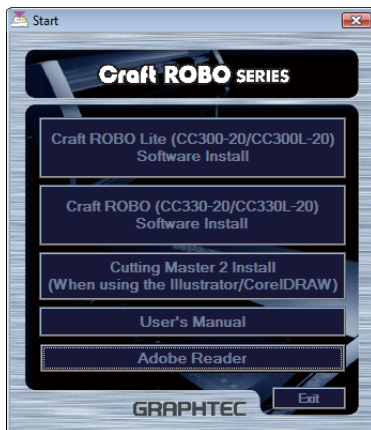 Start
Craft ROBO SERIES
Craft ROBO Lite (CC300-20/CC300L-20)
Software Install
Craft ROBO (CC330-20/CC330L-20)
Software Install
Cutting Master 2 Install
(When using the Illustrator/CorelDRAW)
User's Manual
Adobe Reader
Exit
GRAPHTEC